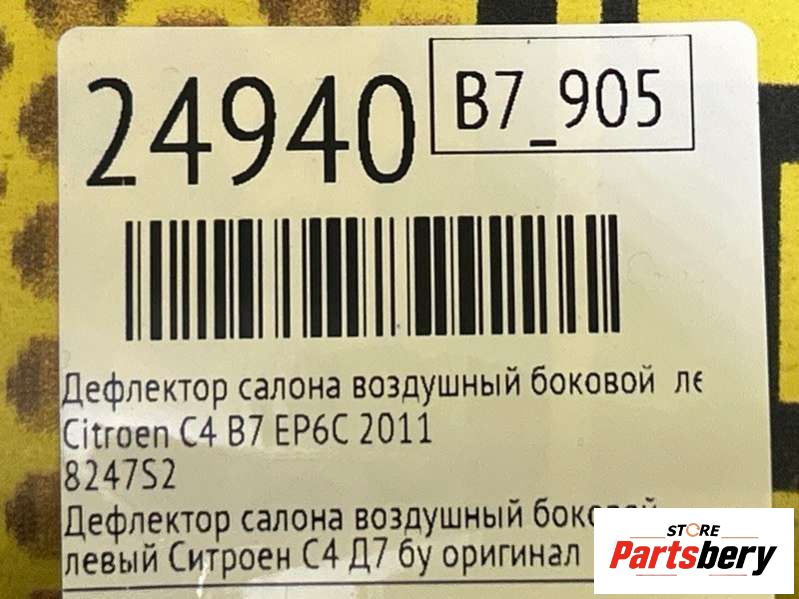 24940
B7_905
Дефлектор салона воздушный боковой ле
Citroen C4 B7 EP6C 2011
8247S2
Дефлектор салона воздушный боковой
левый Ситроен С4 Д7 бу оригинал
STORE
Partsbery